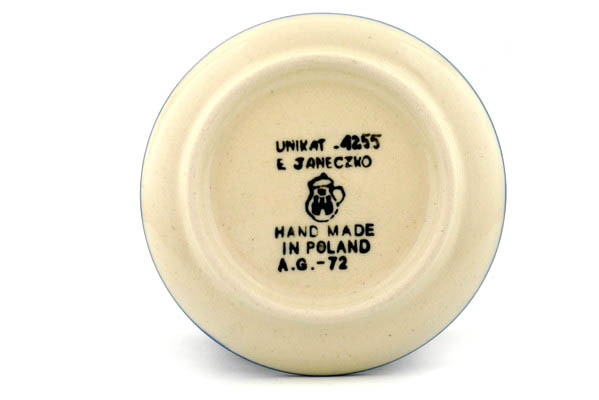 UNIKAT .4255
E JANECZKO
HAND MADE
IN POLAND
A.G.-72